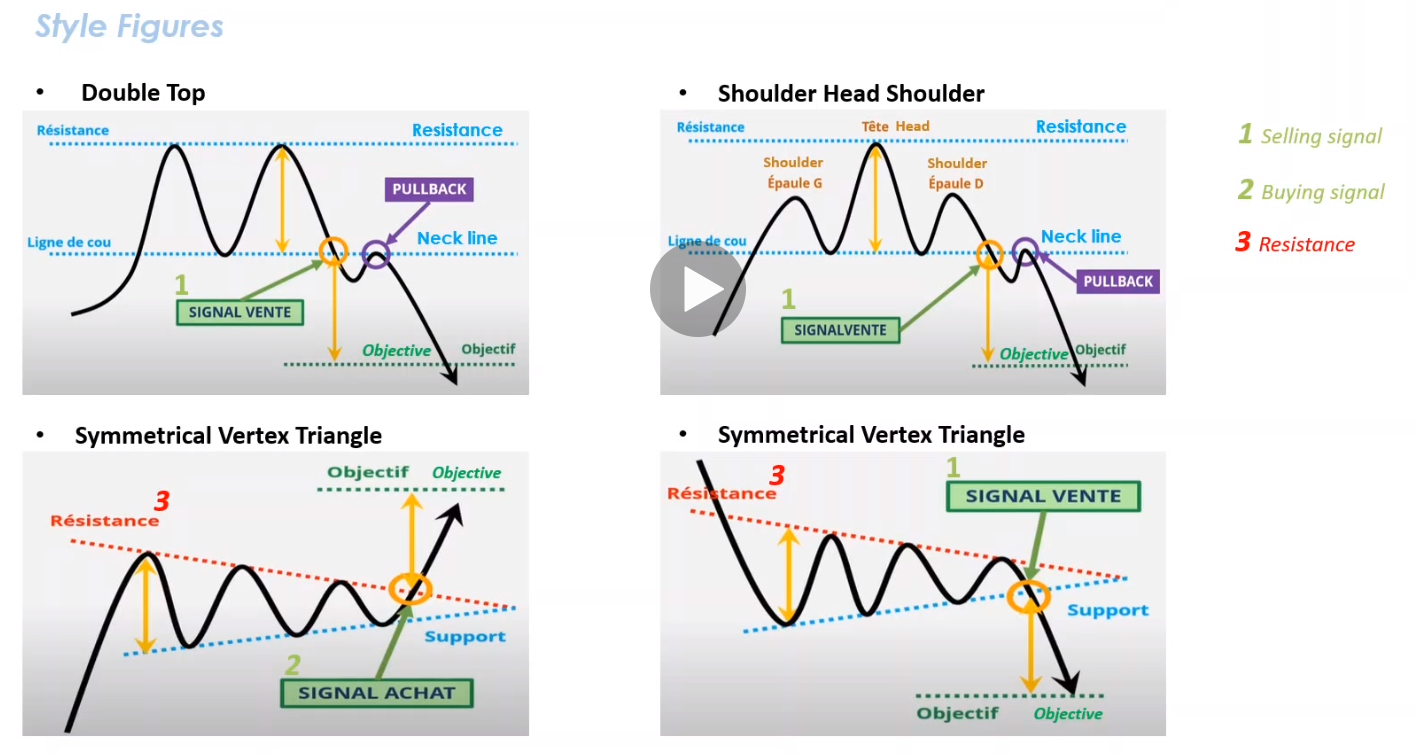 Style Figures
• Double Top
Résistance
Resistance
PULLBACK
Ligne de cou
Neck line
1
SIGNAL VENTE
Objective
Objectif
• Shoulder Head Shoulder
Résistance
Tête Head
Resistance
Shoulder
Épaule G
Shoulder
Épaule D
Ligne de cou
Neck line
PULLBACK
1
SIGNALVENTE
Objective
Objectif
1 Selling signal
2 Buying signal
3 Resistance
• Symmetrical Vertex Triangle
Objectif Objective
3
Résistance
Support
2
SIGNAL ACHAT
• Symmetrical Vertex Triangle
1
3
Résistance
SIGNAL VENTE
Support
Objectif Objective